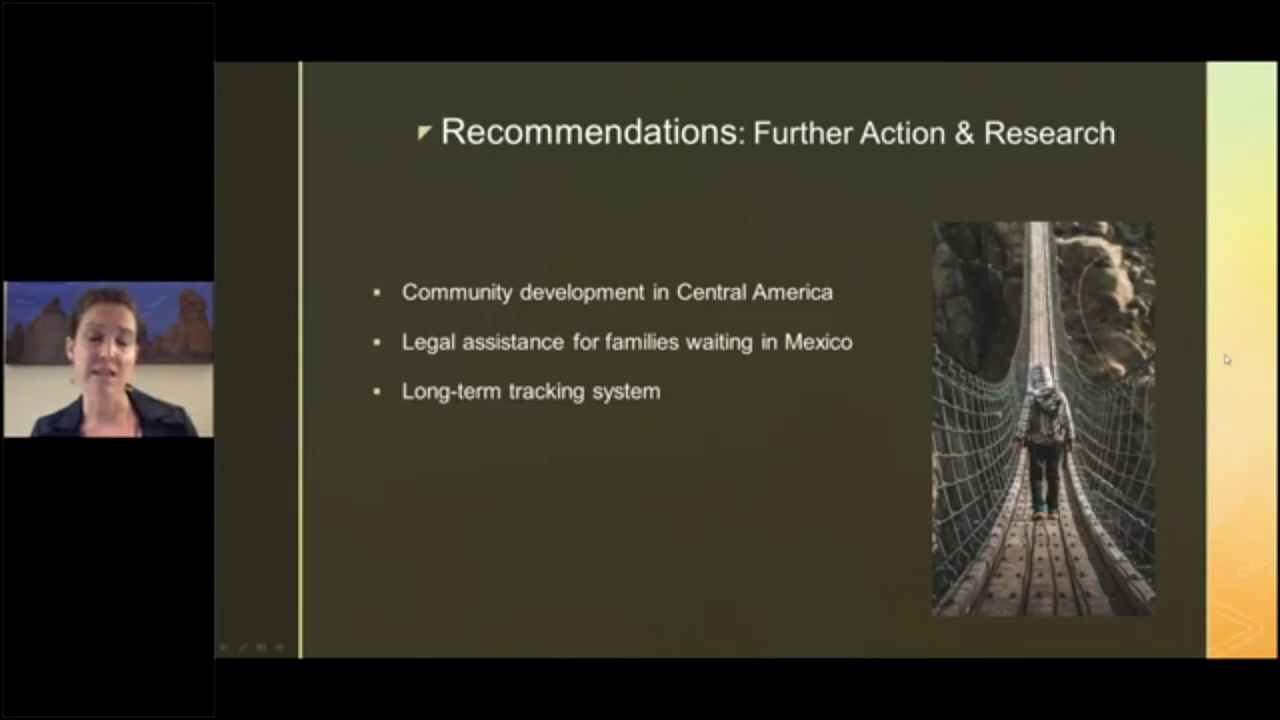 Recommendations: Further Action & Research
Community development in Central America
Legal assistance for families waiting in Mexico
Long-term tracking system